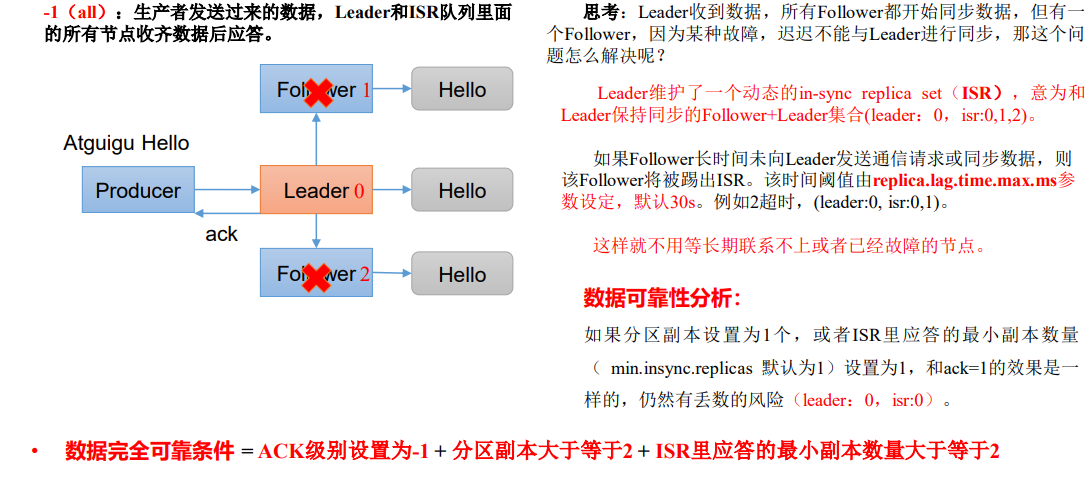 -1（all）：生产者发送过来的数据，Leader和ISR队列里面
的所有节点收齐数据后应答。
Follower 1
Hello
Atguigu Hello
Producer
Leader 0
Hello
ack
Follower 2
Hello
思考：Leader收到数据，所有Follower都开始同步数据，但有一
个Follower，因为某种故障，迟迟不能与Leader进行同步，那这个问
题怎么解决呢？
Leader维护了一个动态的in-sync replica set（ISR），意为和
Leader保持同步的Follower+Leader集合(leader：0，isr:0,1,2)。
如果Follower长时间未向Leader发送通信请求或同步数据，则
该Follower将被踢出ISR。该时间阈值由replica.lag.time.max.ms参
数设定，默认30s。例如2超时，(leader:0, isr:0,1)。
这样就不用等长期联系不上或者已经故障的节点。
数据可靠性分析：
如果分区副本设置为1个，或者ISR里应答的最小副本数量
（ min.insync.replicas 默认为1）设置为1，和ack=1的效果是一
样的，仍然有丢数的风险（leader：0，isr:0）。
• 数据完全可靠条件 = ACK级别设置为-1 + 分区副本大于等于2 + ISR里应答的最小副本数量大于等于2